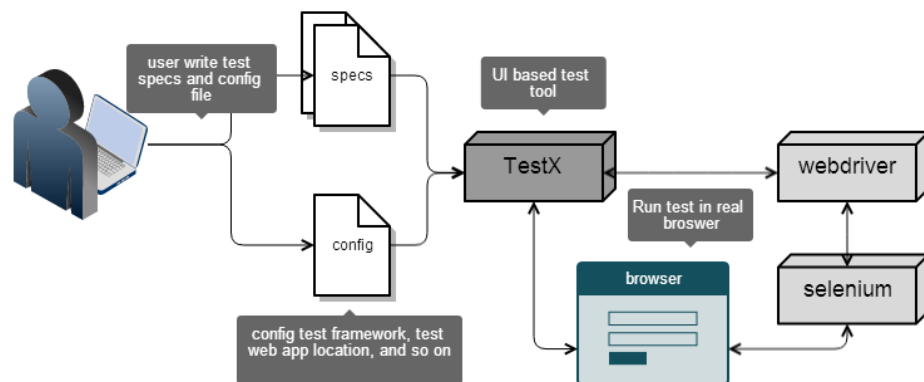 user write test
specs and config
file
specs
UI based test
tool
TestX
webdriver
Run test in real
broswer
config
browser
selenium
config test framework, test
web app location, and so on